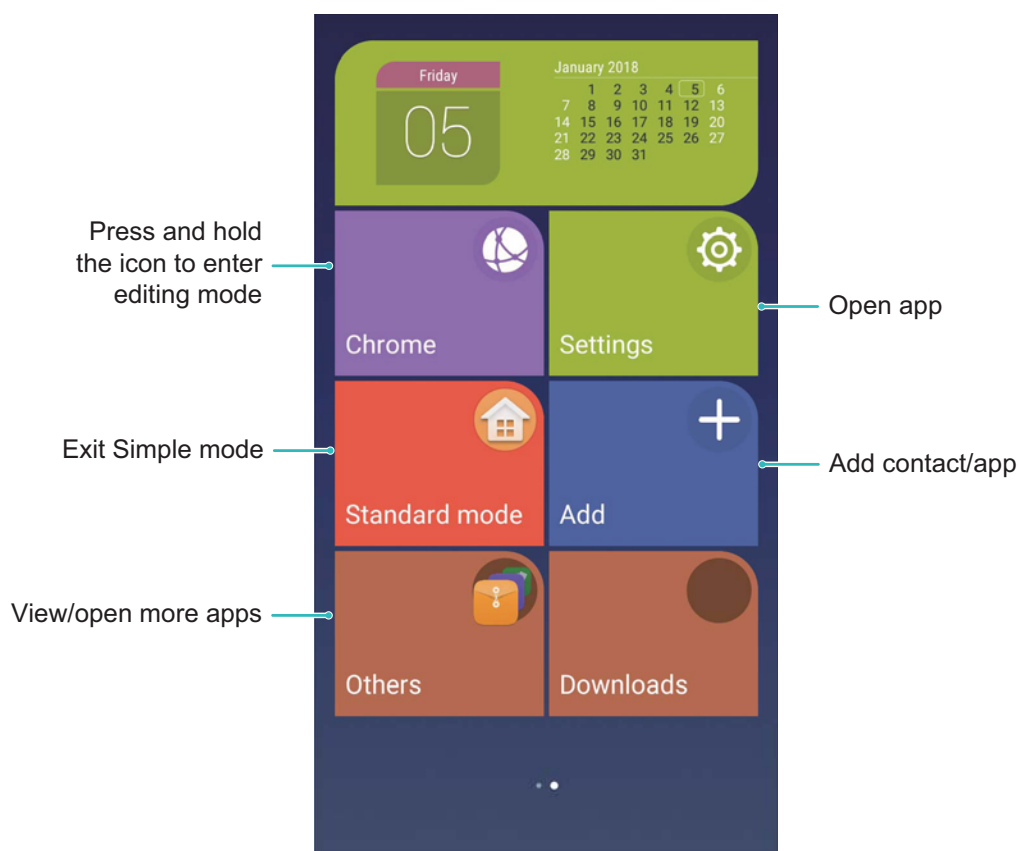 Friday
05
January 2018
1 2 3 4 5 6
7 8 9 10 11 12 13
14 15 16 17 18 19 20
21 22 23 24 25 26 27
28 29 30 31
Press and hold
the icon to enter
editing mode
Chrome
Settings
Open app
Exit Simple mode
Standard mode
Add
Add contact/app
View/open more apps
Others
Downloads